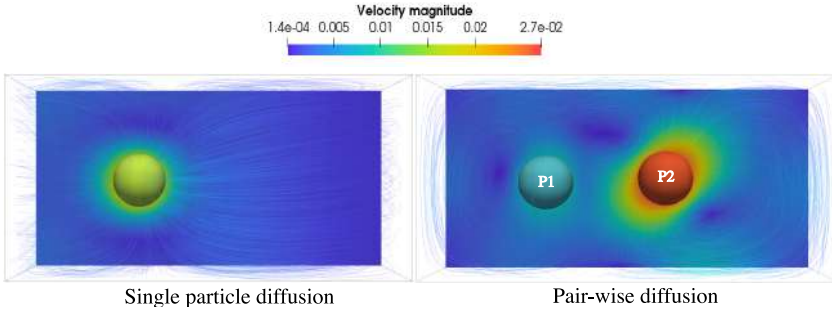 Velocity magnitude
1.4e-04 0.005 0.01 0.015 0.02 2.7e-02
P1 P2
Single particle diffusion Pair-wise diffusion